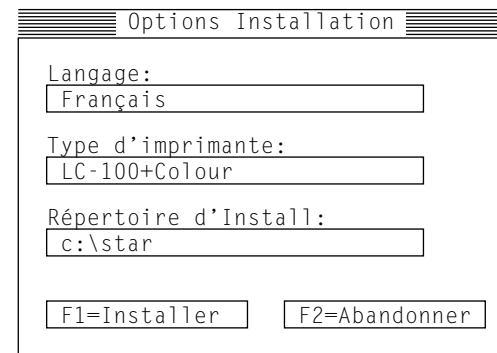 Options Installation
Langage:
Français
Type d'imprimante:
LC-100+Colour
Répertoire d'Install:
c:\star
F1=Installer F2=Abandonner